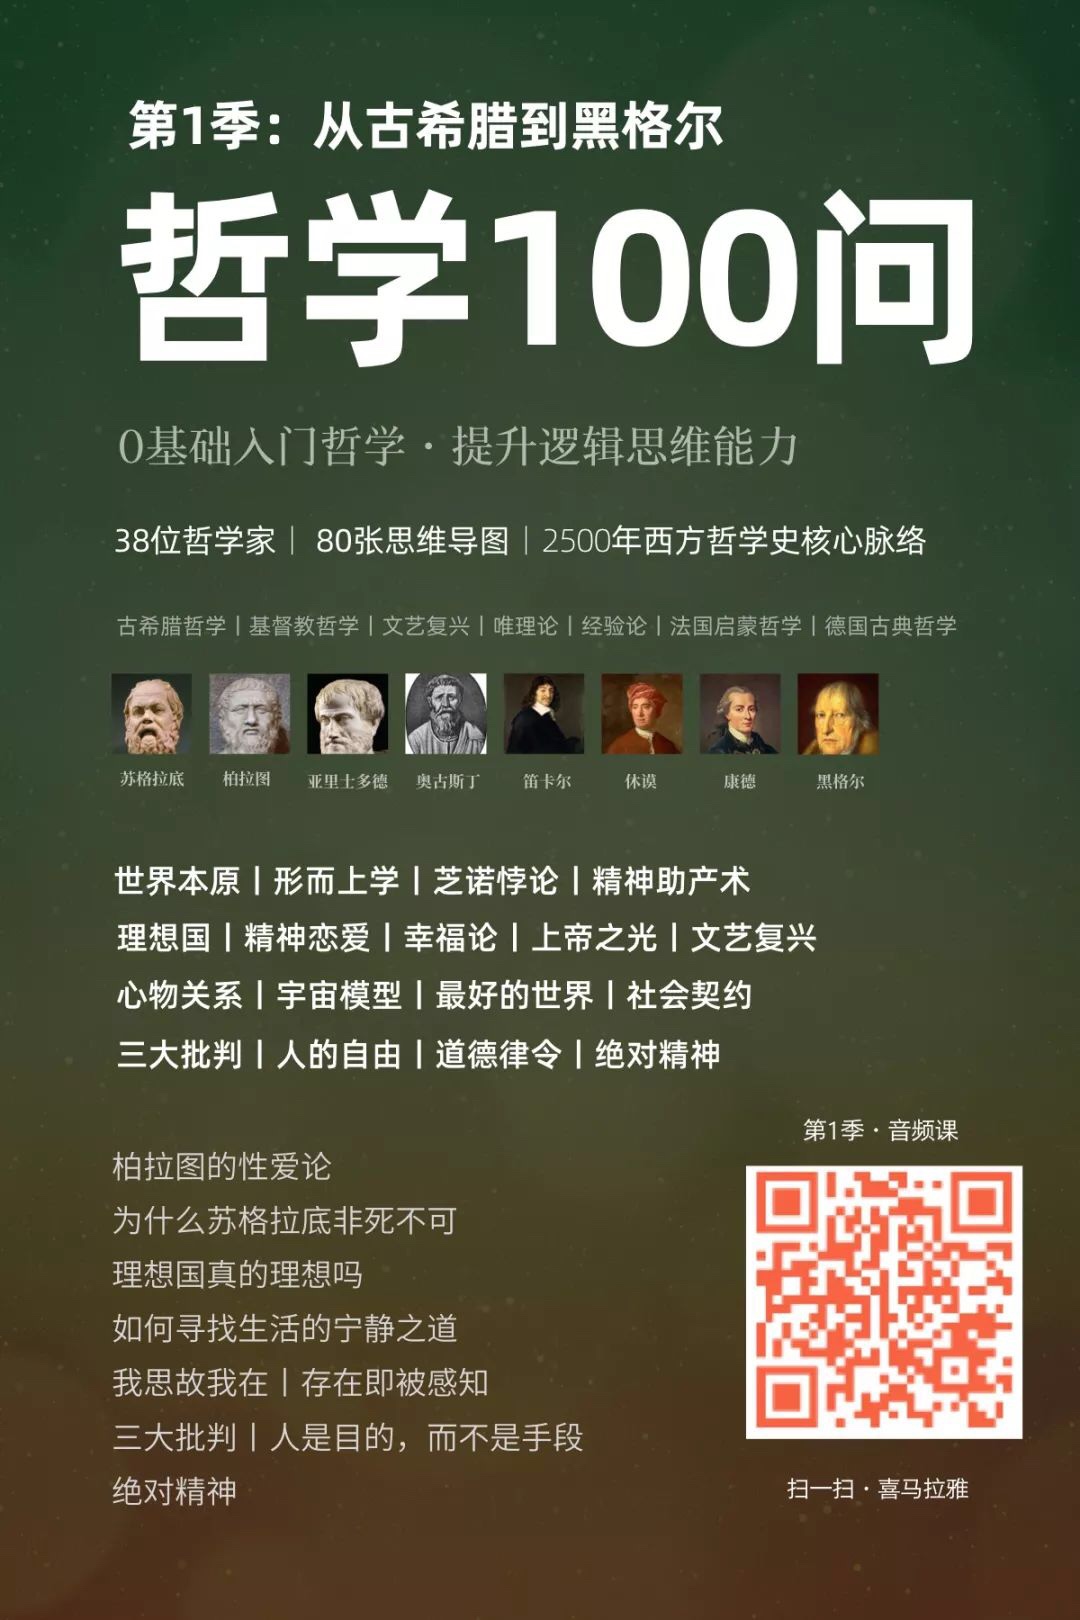 第1季：从古希腊到黑格尔
哲学100问
0基础入门哲学·提升逻辑思维能力
38位哲学家｜80张思维导图｜2500年西方哲学史核心脉络
古希腊哲学｜基督教哲学｜文艺复兴｜唯理论｜经验论｜法国启蒙哲学｜德国古典哲学
苏格拉底 柏拉图 亚里士多德 奥古斯丁 笛卡尔 休谟 康德 黑格尔
世界本原｜形而上学｜芝诺悖论｜精神助产术
理想国｜精神恋爱｜幸福论｜上帝之光｜文艺复兴
心物关系｜宇宙模型｜最好的世界｜社会契约
三大批判｜人的自由｜道德律令｜绝对精神
柏拉图的性爱论
为什么苏格拉底非死不可
理想国真的理想吗
如何寻找生活的宁静之道
我思故我在｜存在即被感知
三大批判｜人是目的，而不是手段
绝对精神
第1季·音频课
扫一扫·喜马拉雅